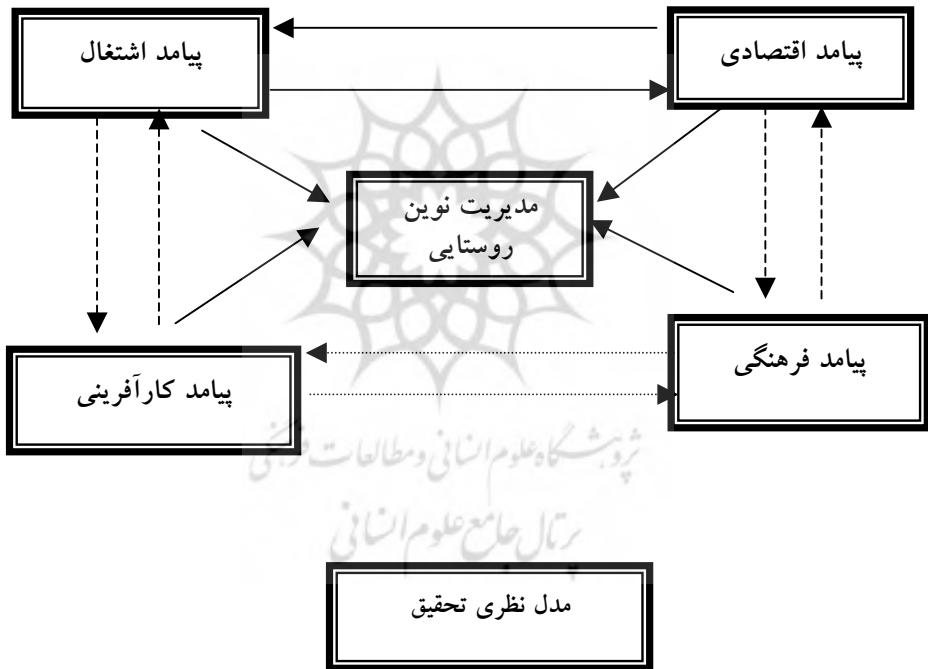 پیامد اقتصادی
پیامد اشتغال
مدیریت نوین
روستایی
پیامد فرهنگی
پیامد کارآفرینی
پژوهشگاه علوم انسانی و مطالعات فرهنگی
پرتال جامع علوم انسانی
مدل نظری تحقیق